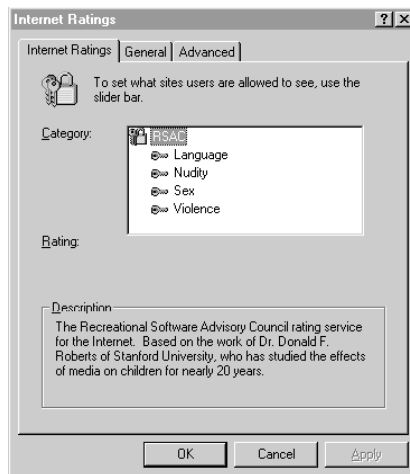 Internet Ratings
Internet Ratings General Advanced
To set what sites users are allowed to see, use the
slider bar.
Category:
RSAC
Language
Nudity
Sex
Violence
Rating:
Description
The Recreational Software Advisory Council rating service
for the Internet. Based on the work of Dr. Donald F.
Roberts of Stanford University, who has studied the effects
of media on children for nearly 20 years.
OK Cancel Apply